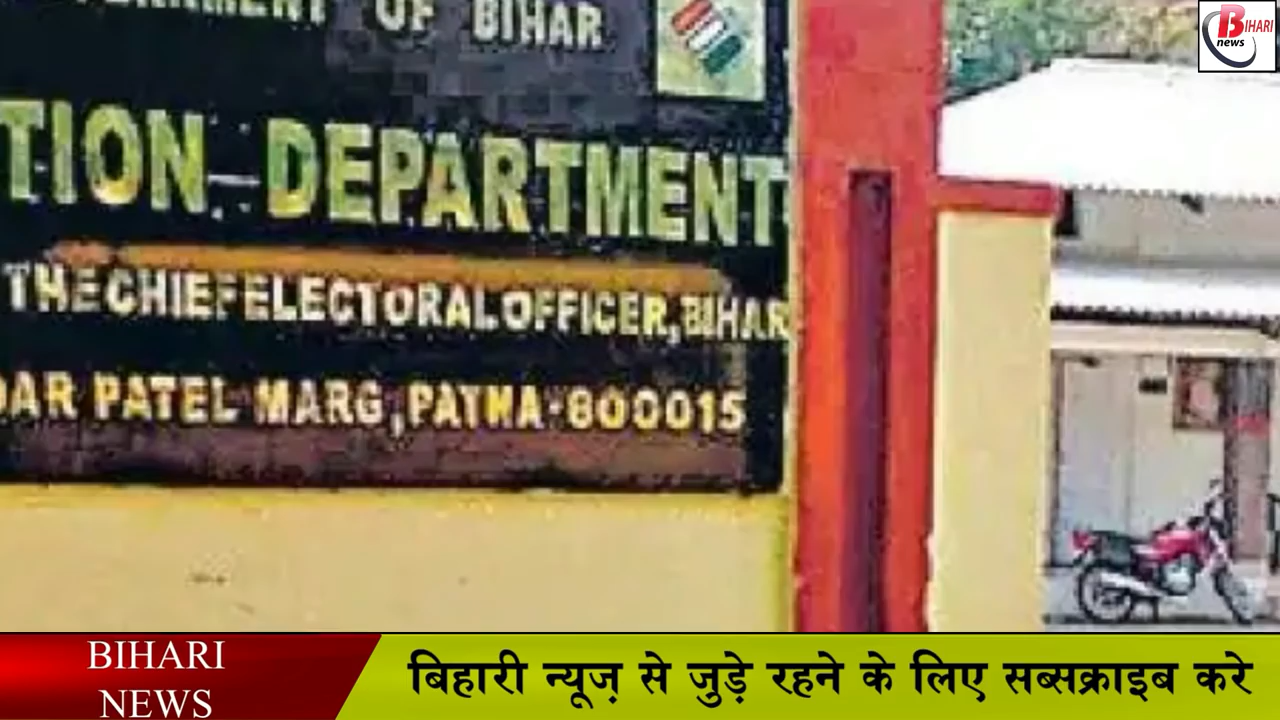 OF BIHAR
TION DEPARTMENT
THE CHIEF ELECTORAL OFFICER, BIHAR
DAR PATEL MARG, PATNA-800015
BIHARI
news
BIHARI
NEWS
बिहारी न्यूज़ से जुड़े रहने के लिए सब्सक्राइब करे